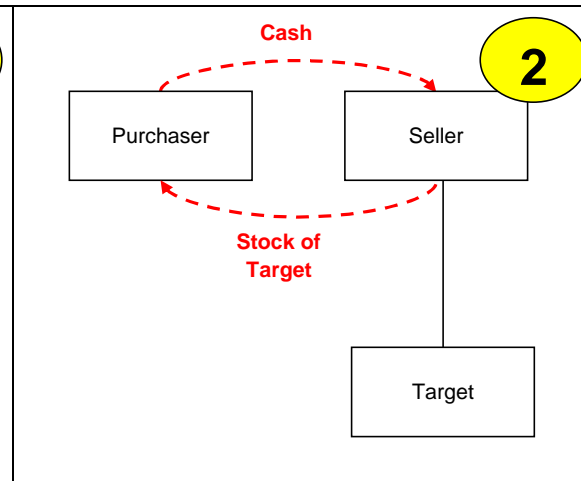 Cash
2
Purchaser
Seller
Stock of
Target
Target